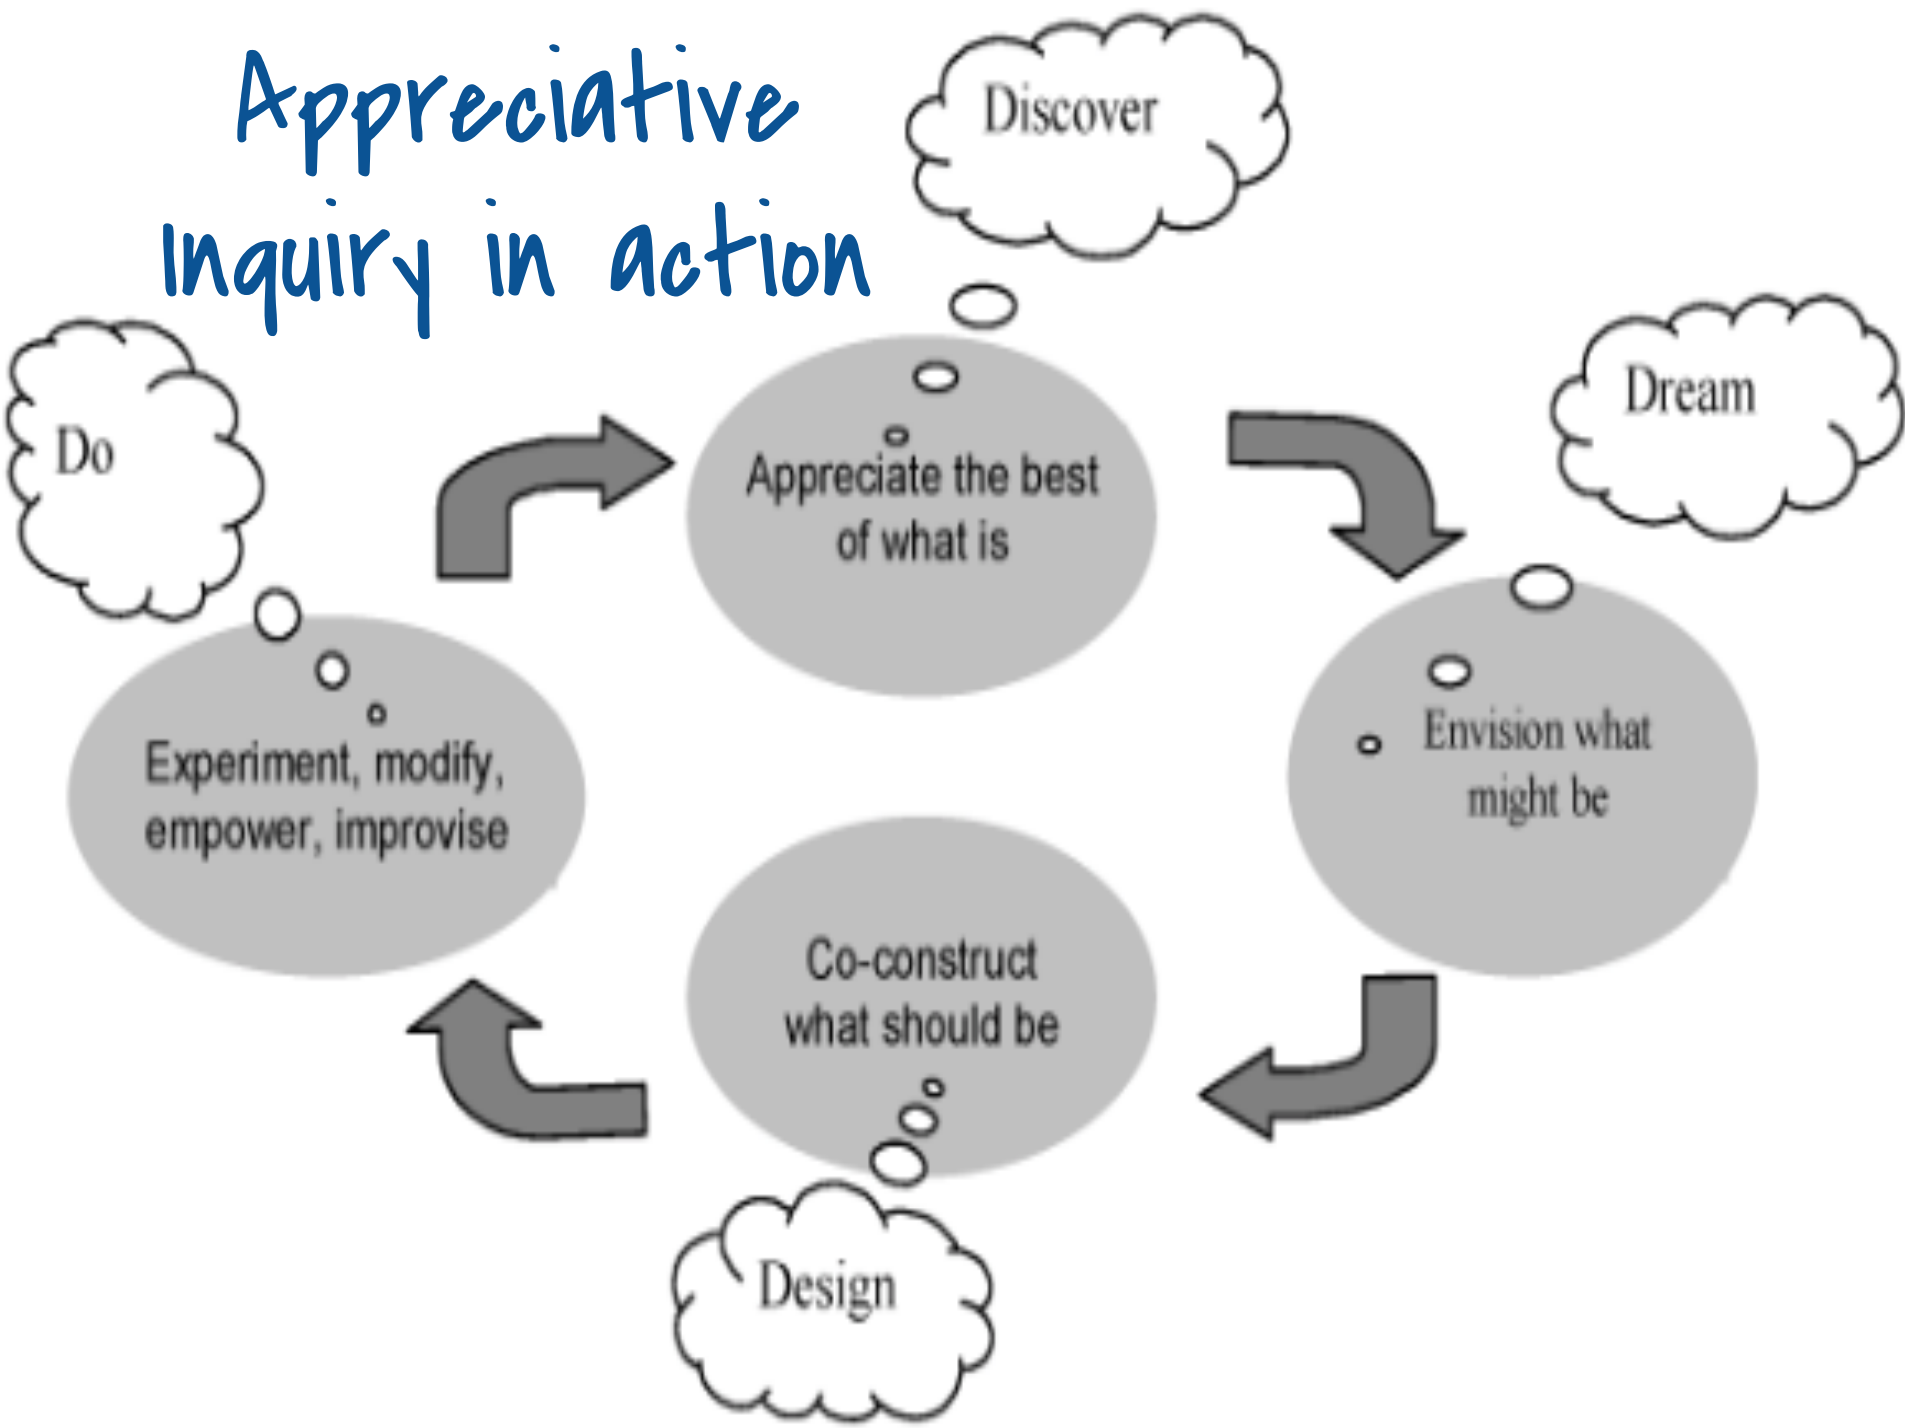 Appreciative
Inquiry in action
Discover
Appreciate the best
of what is
Dream
Envision what
might be
Co-construct
what should be
Design
Do
Experiment, modify,
empower, improvise